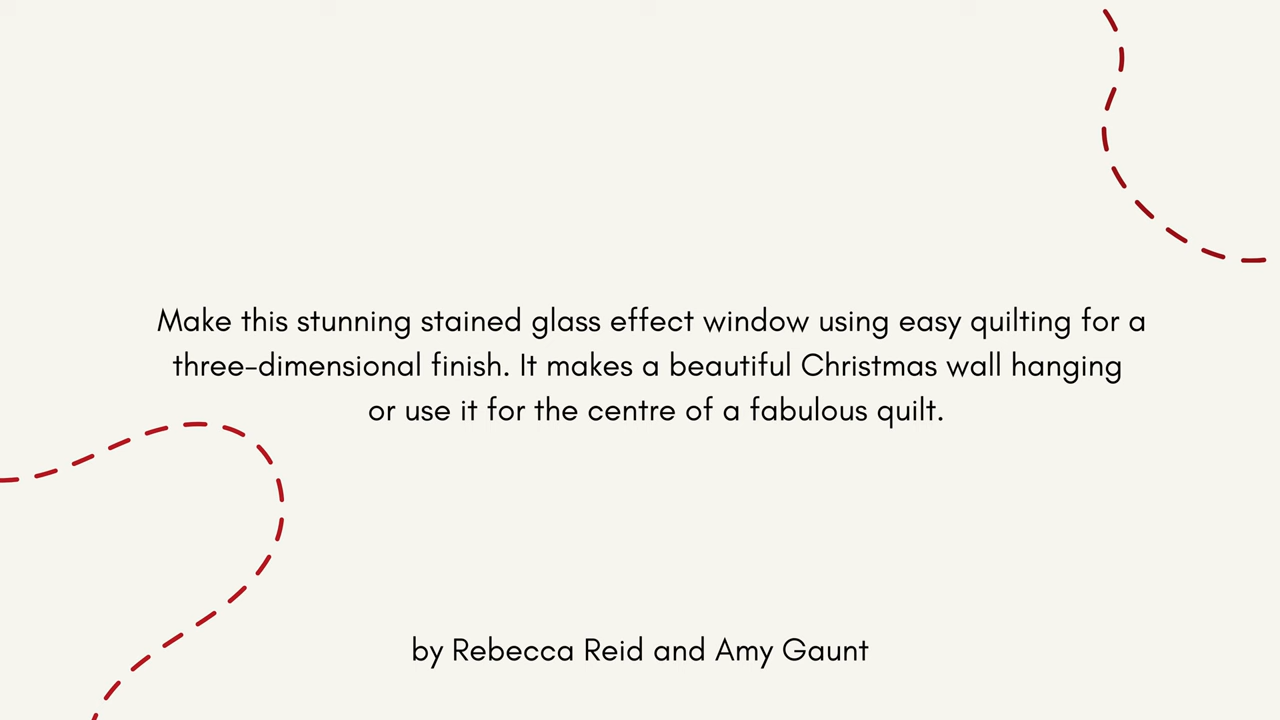 Make this stunning stained glass effect window using easy quilting for a
three-dimensional finish. It makes a beautiful Christmas wall hanging
or use it for the centre of a fabulous quilt.
by Rebecca Reid and Amy Gaunt